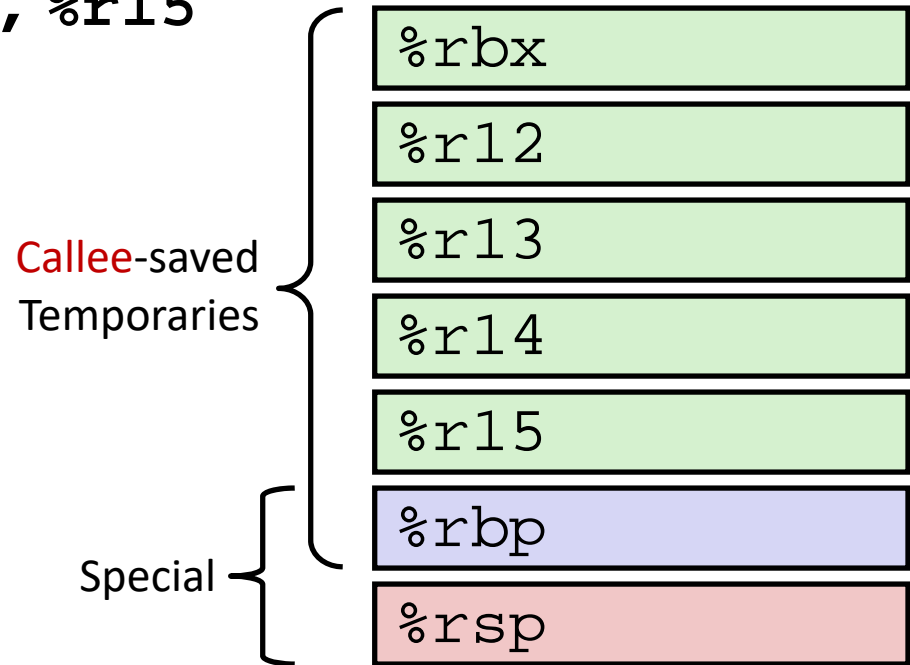 , %r15
%rbx
%r12
%r13
Callee-saved
Temporaries
%r14
%r15
%rbp
Special
%rsp